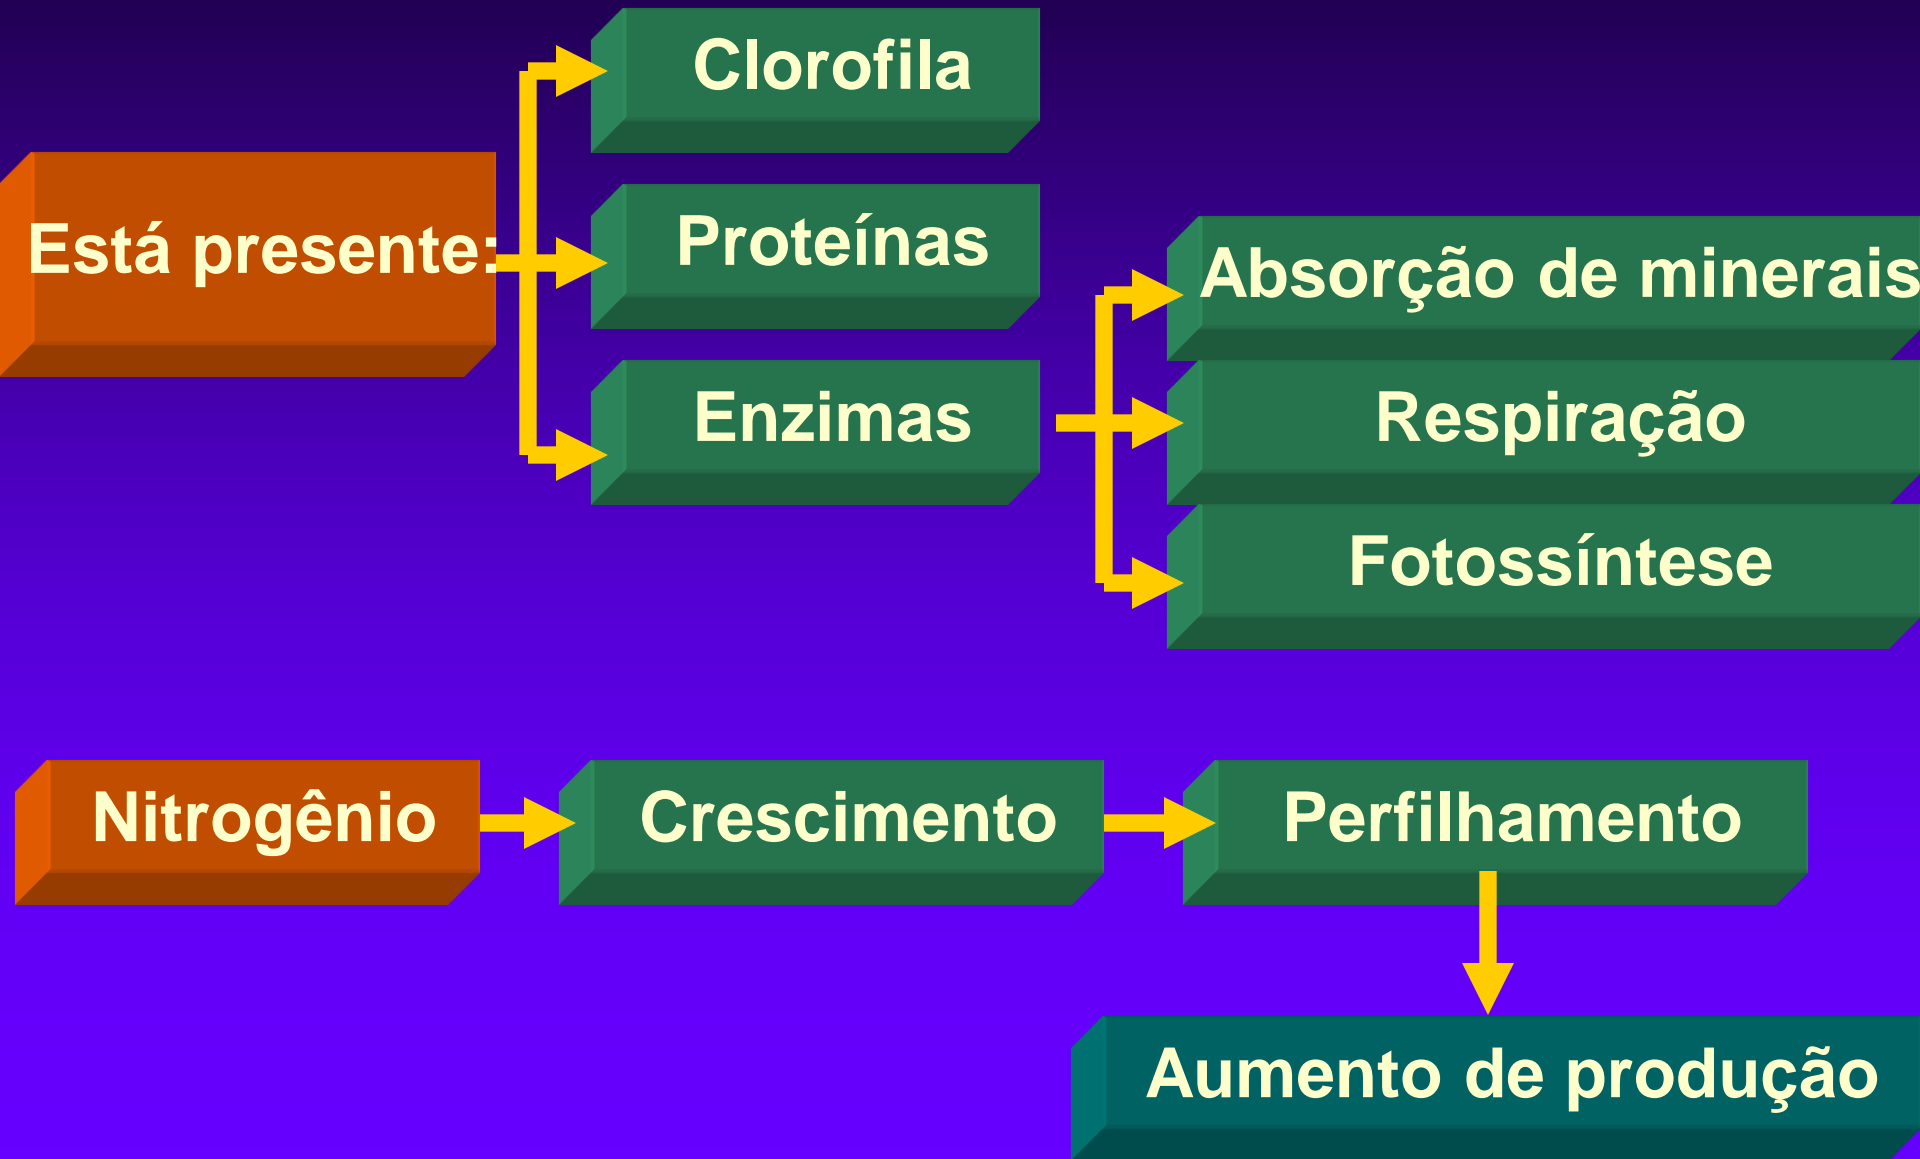 Está presente:
Clorofila
Proteínas
Enzimas
Absorção de minerais
Respiração
Fotossíntese
Nitrogênio
Crescimento
Perfilhamento
Aumento de produção